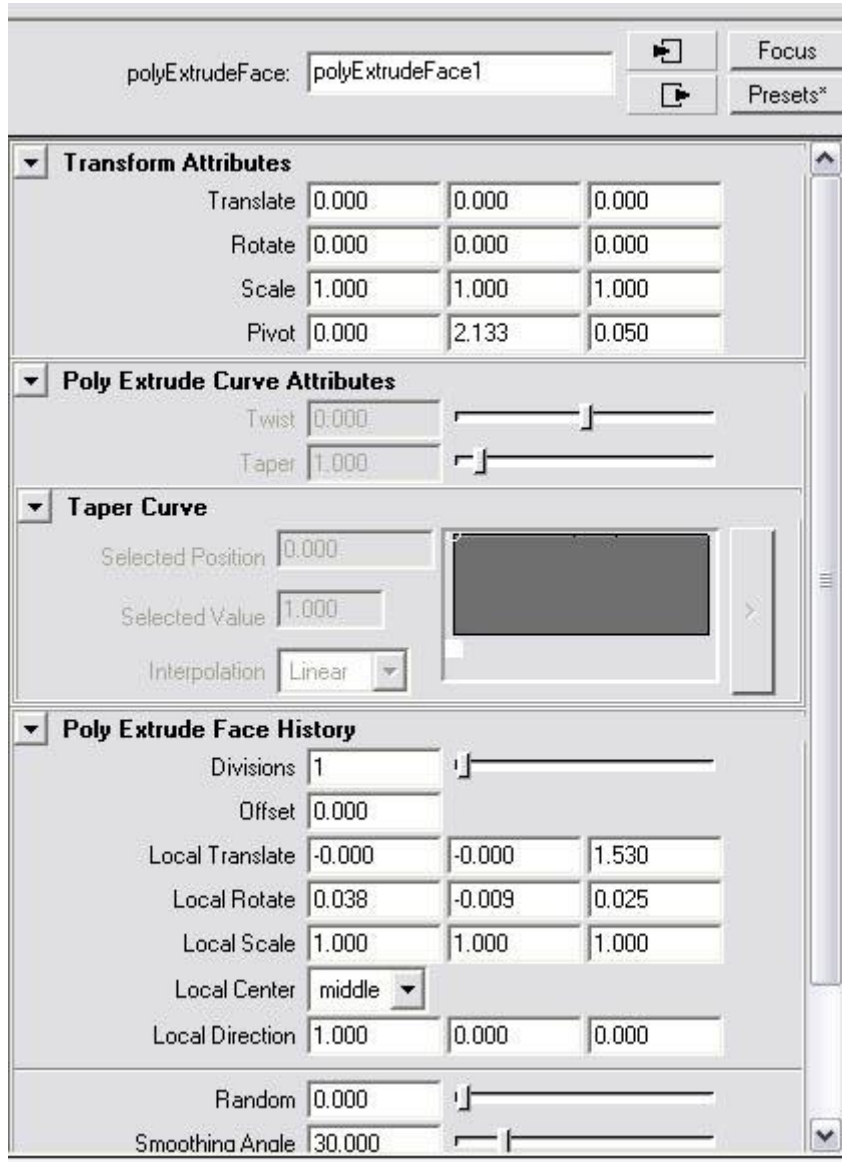 polyExtrudeFace: polyExtrudeFace1 Focus
Presets*
Transform Attributes
Translate 0.000 0.000 0.000
Rotate 0.000 0.000 0.000
Scale 1.000 1.000 1.000
Pivot 0.000 2.133 0.050
Poly Extrude Curve Attributes
Twist 0.000
Taper 1.000
Taper Curve
Selected Position 0.000
Selected Value 1.000
>
Interpolation Linear
Poly Extrude Face History
Divisions 1
Offset 0.000
Local Translate -0.000 -0.000 1.530
Local Rotate 0.038 -0.009 0.025
Local Scale 1.000 1.000 1.000
Local Center middle
Local Direction 1.000 0.000 0.000
Random 0.000
Smoothing Angle 30.000